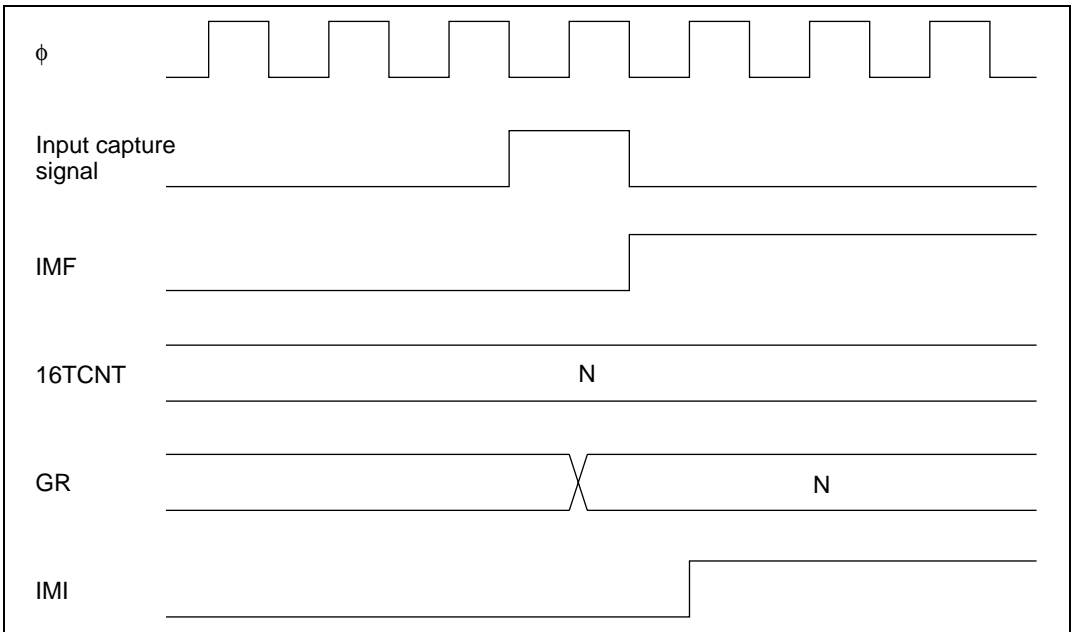 ϕ
Input capture
signal
IMF
16TCNT
N
GR
N
IMI